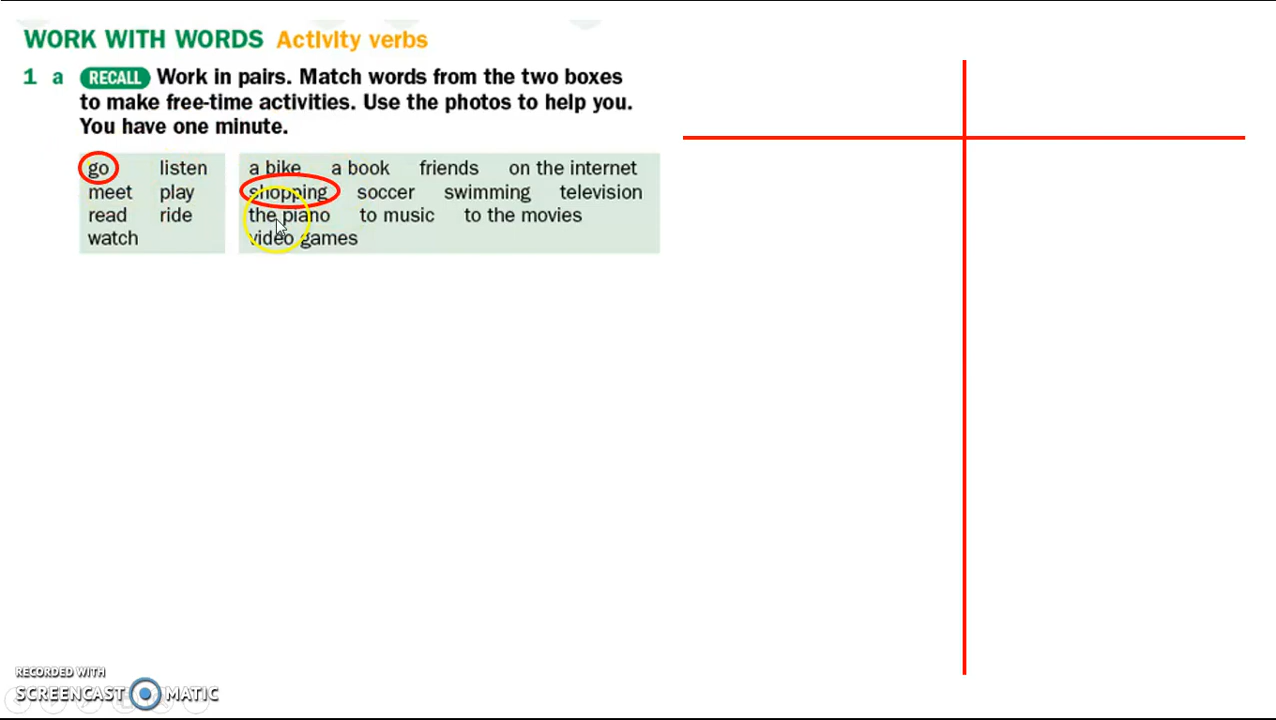 WORK WITH WORDS Activity verbs
1 a RECALL Work in pairs. Match words from the two boxes
to make free-time activities. Use the photos to help you.
You have one minute.
go listen
meet play
read ride
watch
a bike a book friends on the internet
shopping soccer swimming television
the piano to music to the movies
video games
RECORDED WITH
SCREENCAST MATIC